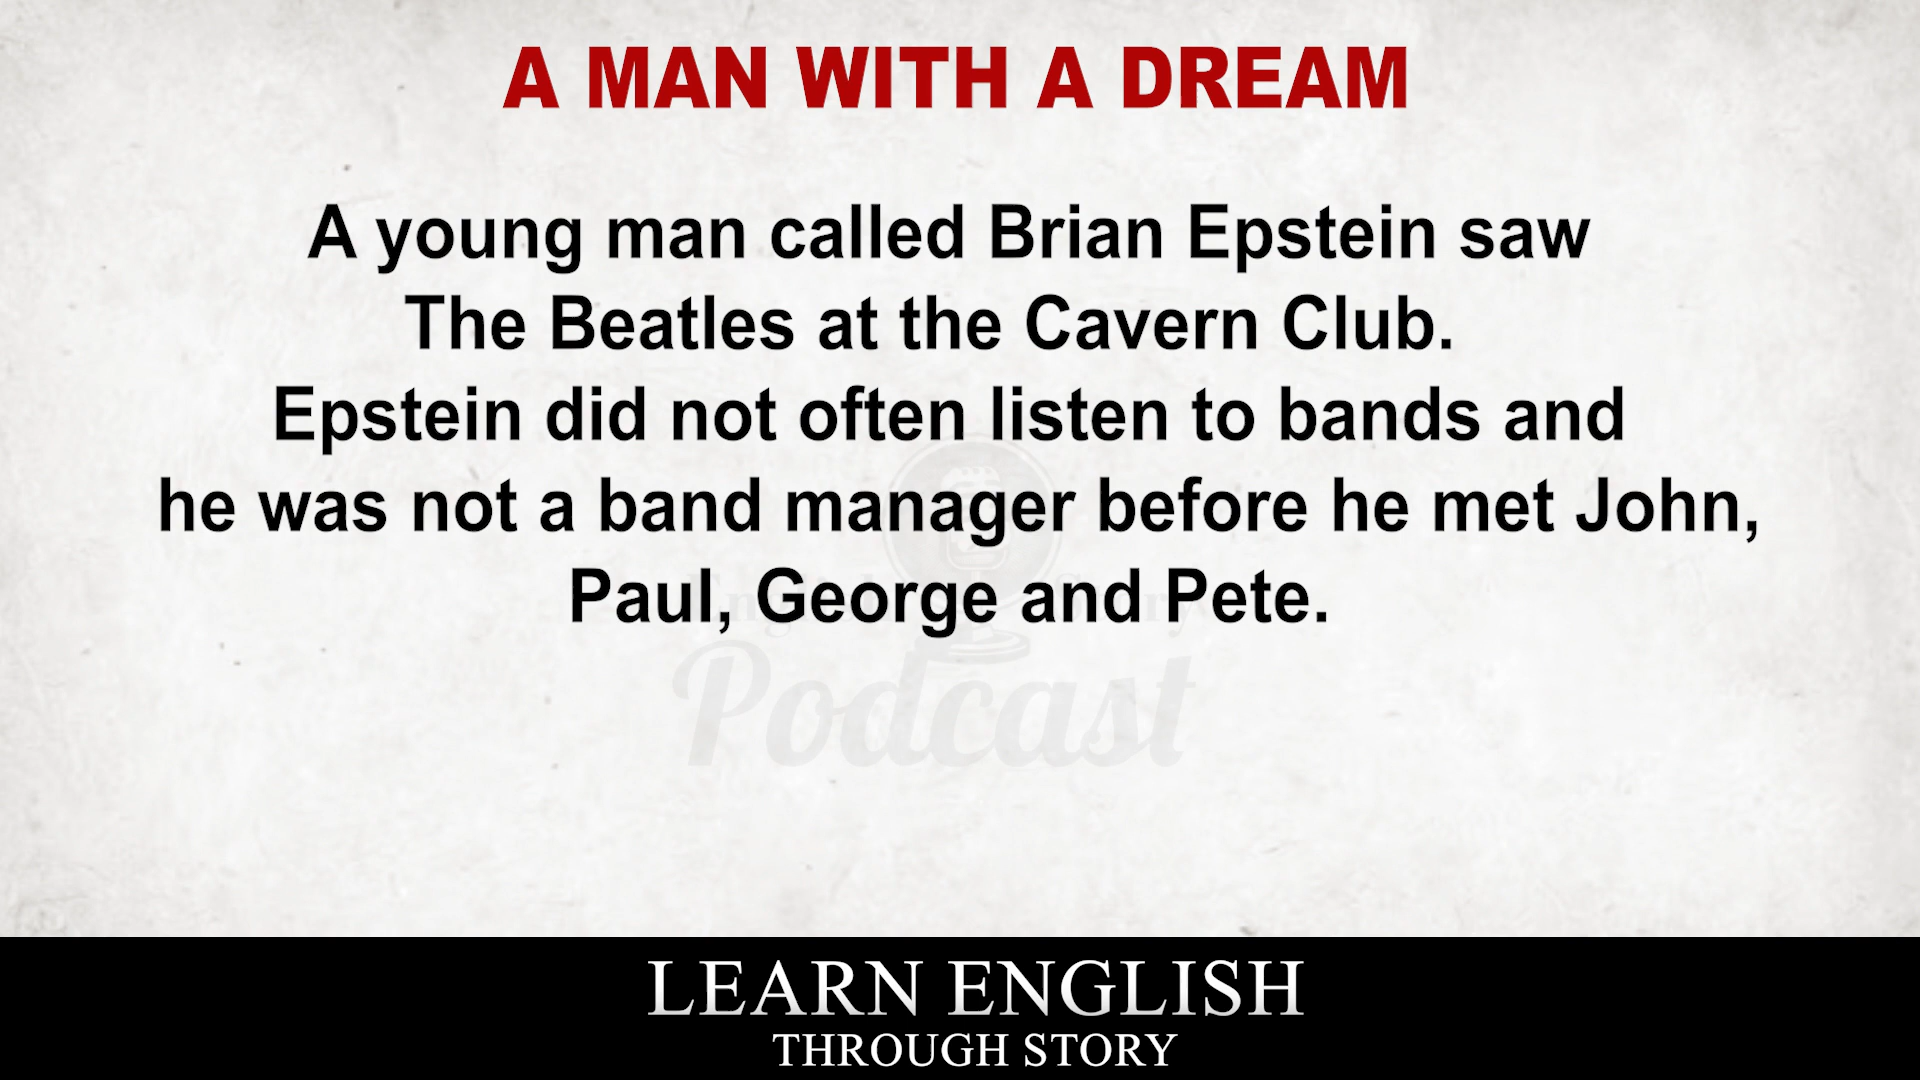 A MAN WITH A DREAM
A young man called Brian Epstein saw
The Beatles at the Cavern Club.
Epstein did not often listen to bands and
he was not a band manager before he met John,
Paul, George and Pete.
Podcast
LEARN ENGLISH
THROUGH STORY